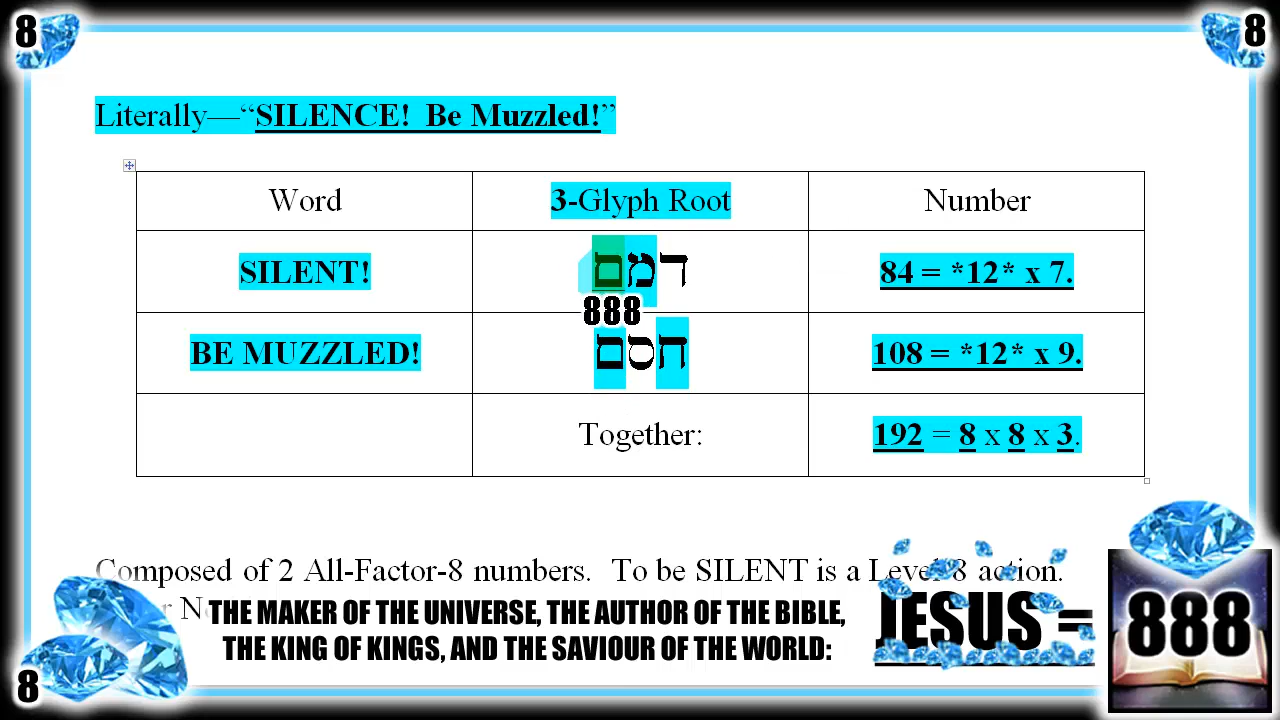 8
8
Literally—“SILENCE! Be Muzzled!”
Word 3-Glyph Root Number
SILENT! דמם 84 = *12* x 7.
888
BE MUZZLED! חסם 108 = *12* x 9.
Together: 192 = 8 x 8 x 3.
Composed of 2 All-Factor-8 numbers. To be SILENT is a Level 8 action.
THE MAKER OF THE UNIVERSE, THE AUTHOR OF THE BIBLE,
THE KING OF KINGS, AND THE SAVIOUR OF THE WORLD:
JESUS = 888
8